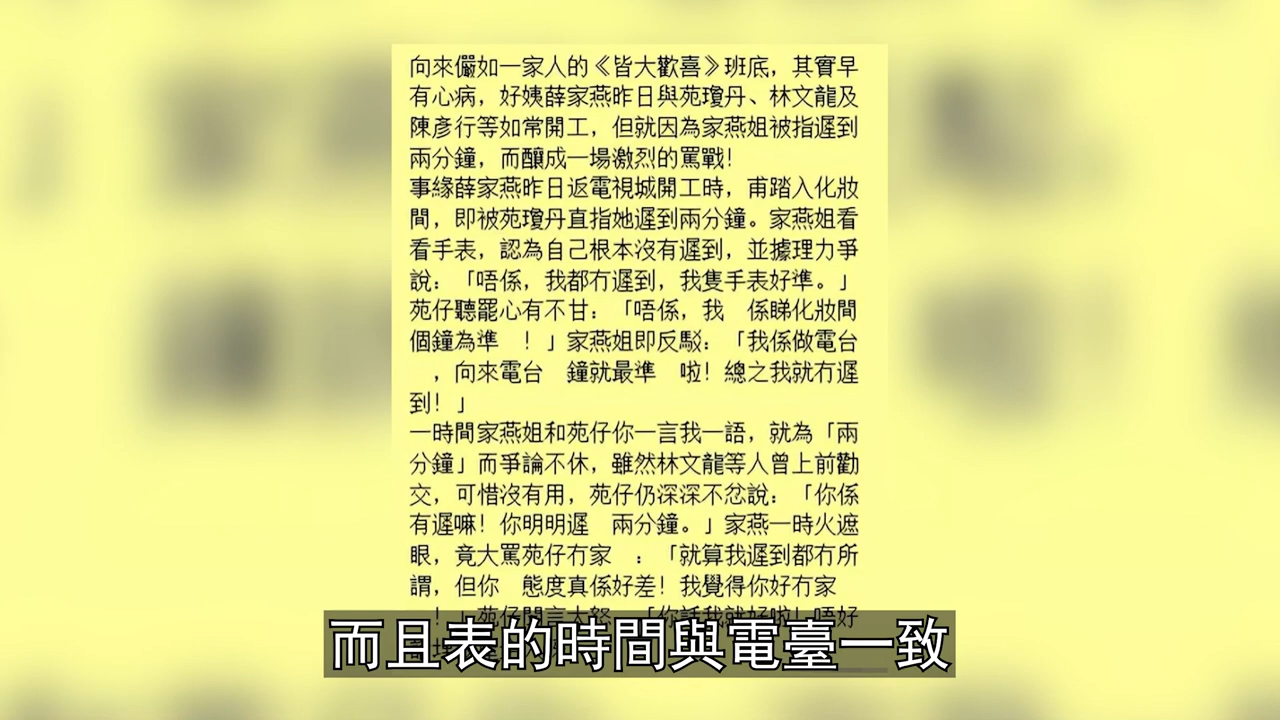 向來儼如一家人的《皆大歡喜》班底，其實早
有心病，好姨薛家燕昨日與苑瓊丹、林文龍及
陳彥行等如常開工，但就因為家燕姐被指遲到
兩分鐘，而釀成一場激烈的罵戰！
事緣薛家燕昨日返電視城開工時，甫踏入化妝
間，即被苑瓊丹直指她遲到兩分鐘。家燕姐看
看手表，認為自己根本沒有遲到，並據理力爭
說：「唔係，我都冇遲到，我隻手表好準。」
苑仔聽罷心有不甘：「唔係，我　係睇化妝間
個鐘為準　！」家燕姐即反駁：「我係做電台
　，向來電台　鐘就最準　啦！總之我就冇遲
到！」
一時間家燕姐和苑仔你一言我一語，就為「兩
分鐘」而爭論不休，雖然林文龍等人曾上前勸
交，可惜沒有用，苑仔仍深深不忿說：「你係
有遲嘛！你明明遲　兩分鐘。」家燕一時火遮
眼，竟大罵苑仔冇家　：「就算我遲到都冇所
謂，但你　態度真係好差！我覺得你好冇家
　！」苑仔聞言大怒：「你話我就好啦！唔好
而且表的時間與電臺一致